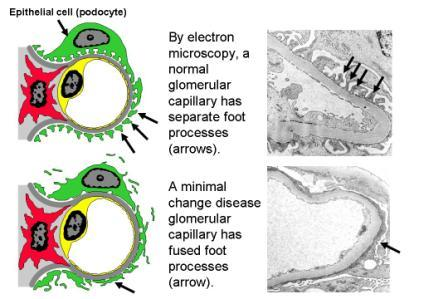 Epithelial cell (podocyte)
By electron
microscopy, a
normal
glomerular
capillary has
separate foot
processes
(arrows).
A minimal
change disease
glomerular
capillary has
fused foot
processes
(arrow).